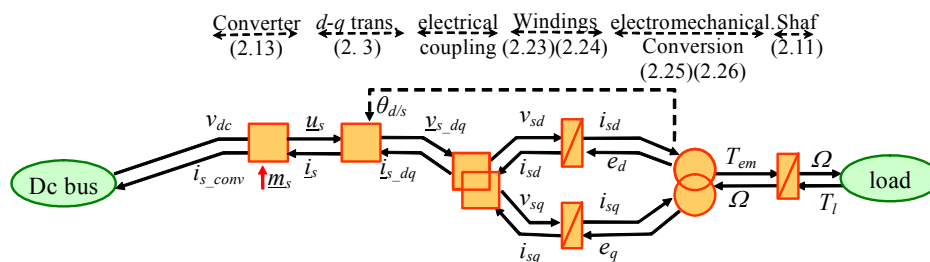 Converter d-q trans. electrical Windings electromechanical Shaf
(2.13) (2. 3) coupling (2.23)(2.24) Conversion (2.11)
(2.25)(2.26)
θd/s
vdc us vs_dq vsd isd
is_conv ms is is_dq isd ed
Dc bus
Tem Ω
Ω Tl
load
vsq isq
isq eq